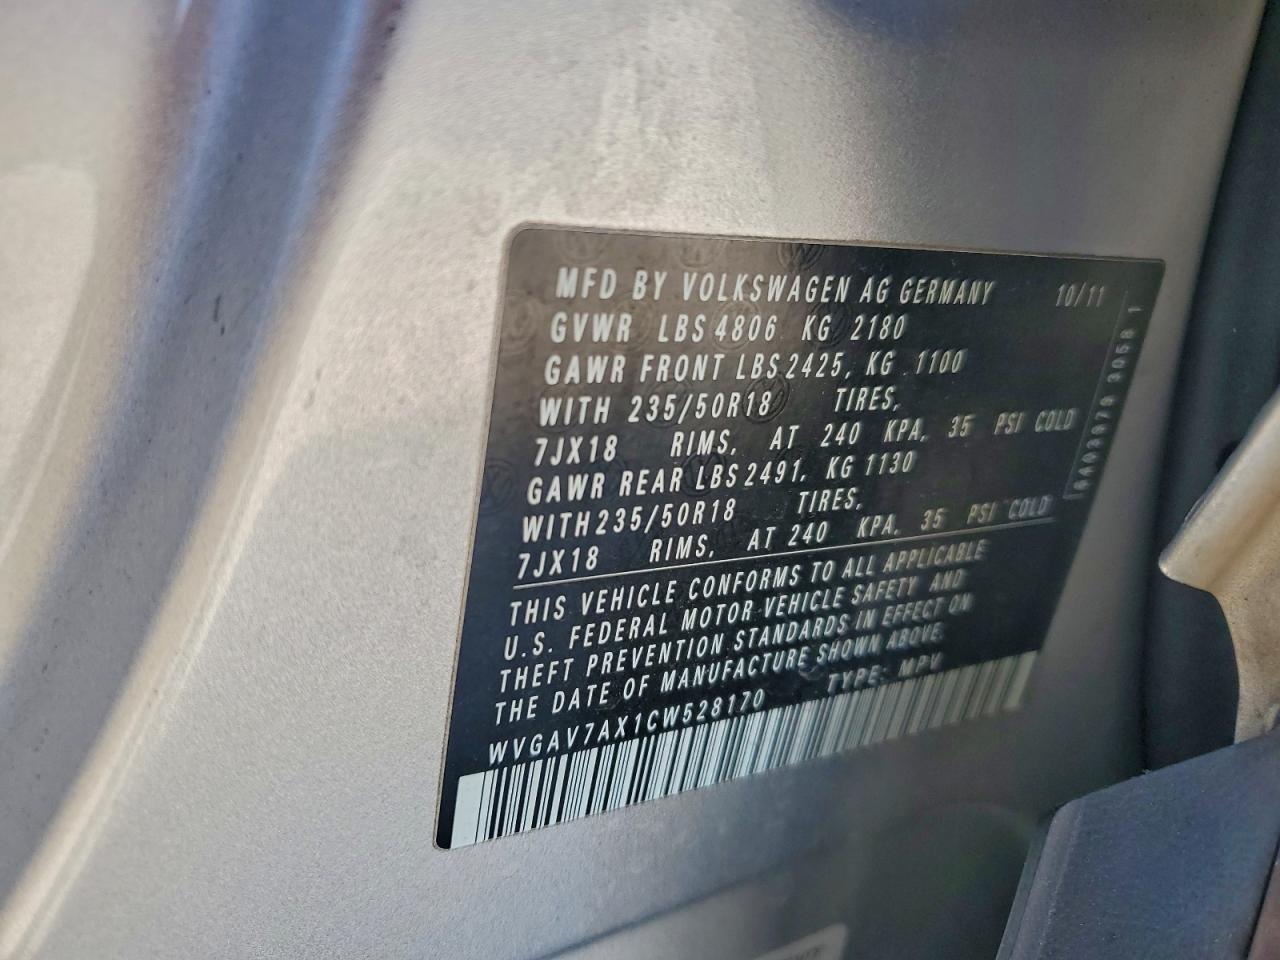 MFD BY VOLKSWAGEN AG GERMANY 10/11
GVWR LBS 4806 KG 2180
GAWR FRONT LBS 2425, KG 1100
WITH 235/50R18 TIRES,
7JX18 RIMS, AT 240 KPA, 35 PSI COLD
GAWR REAR LBS 2491, KG 1130
WITH 235/50R18 TIRES,
7JX18 RIMS, AT 240 KPA, 35 PSI COLD
THIS VEHICLE CONFORMS TO ALL APPLICABLE
U.S. FEDERAL MOTOR VEHICLE SAFETY AND
THEFT PREVENTION STANDARDS IN EFFECT ON
THE DATE OF MANUFACTURE SHOWN ABOVE.
WVGAV7AX1CW528170 TYPE: MPV